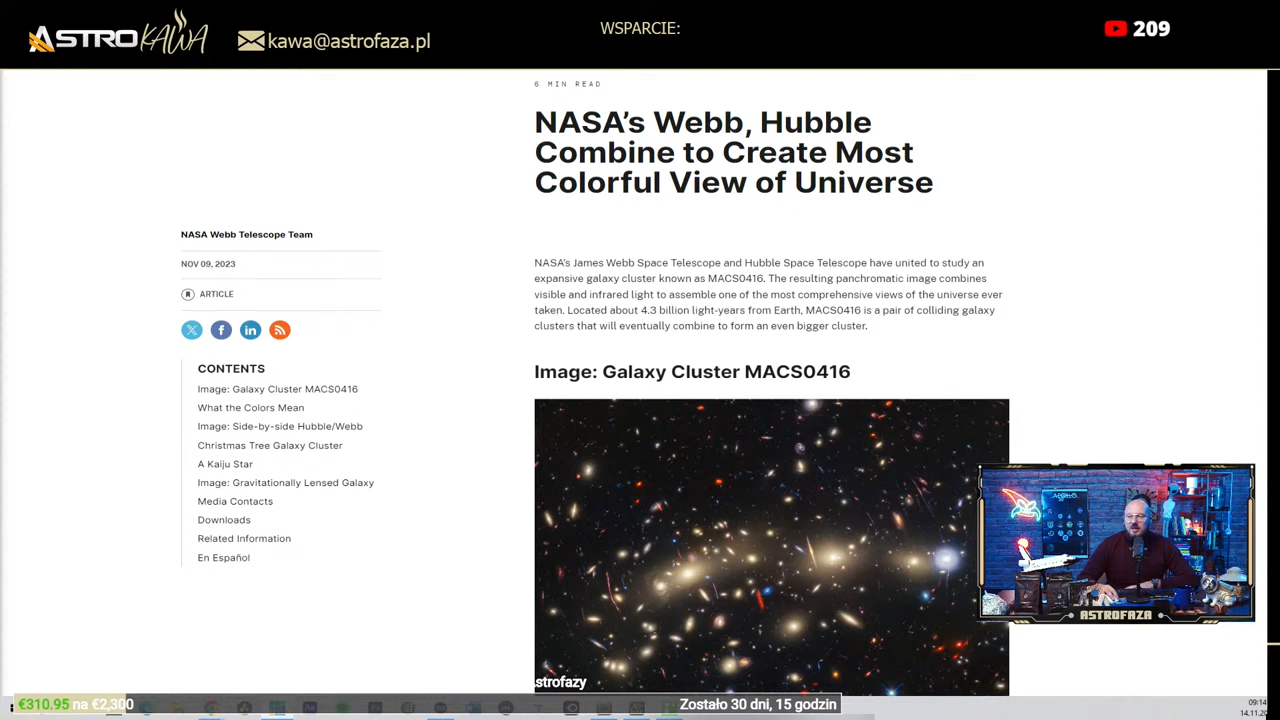 ASTROKAWA
kawa@astrofaza.pl
WSPARCIE:
209
6 MIN READ
NASA's Webb, Hubble
Combine to Create Most
Colorful View of Universe
NASA Webb Telescope Team
NOV 09, 2023
ARTICLE
CONTENTS
Image: Galaxy Cluster MACS0416
What the Colors Mean
Image: Side-by-side Hubble/Webb
Christmas Tree Galaxy Cluster
A Kaiju Star
Image: Gravitationally Lensed Galaxy
Media Contacts
Downloads
Related Information
En Español
NASA's James Webb Space Telescope and Hubble Space Telescope have united to study an
expansive galaxy cluster known as MACS0416. The resulting panchromatic image combines
visible and infrared light to assemble one of the most comprehensive views of the universe ever
taken. Located about 4.3 billion light-years from Earth, MACS0416 is a pair of colliding galaxy
clusters that will eventually combine to form an even bigger cluster.
Image: Galaxy Cluster MACS0416
APOLLO
ASTROFAZA
strofazy
€310.95 na €2,300
Zostało 30 dni, 15 godzin
09:14
14.11.20